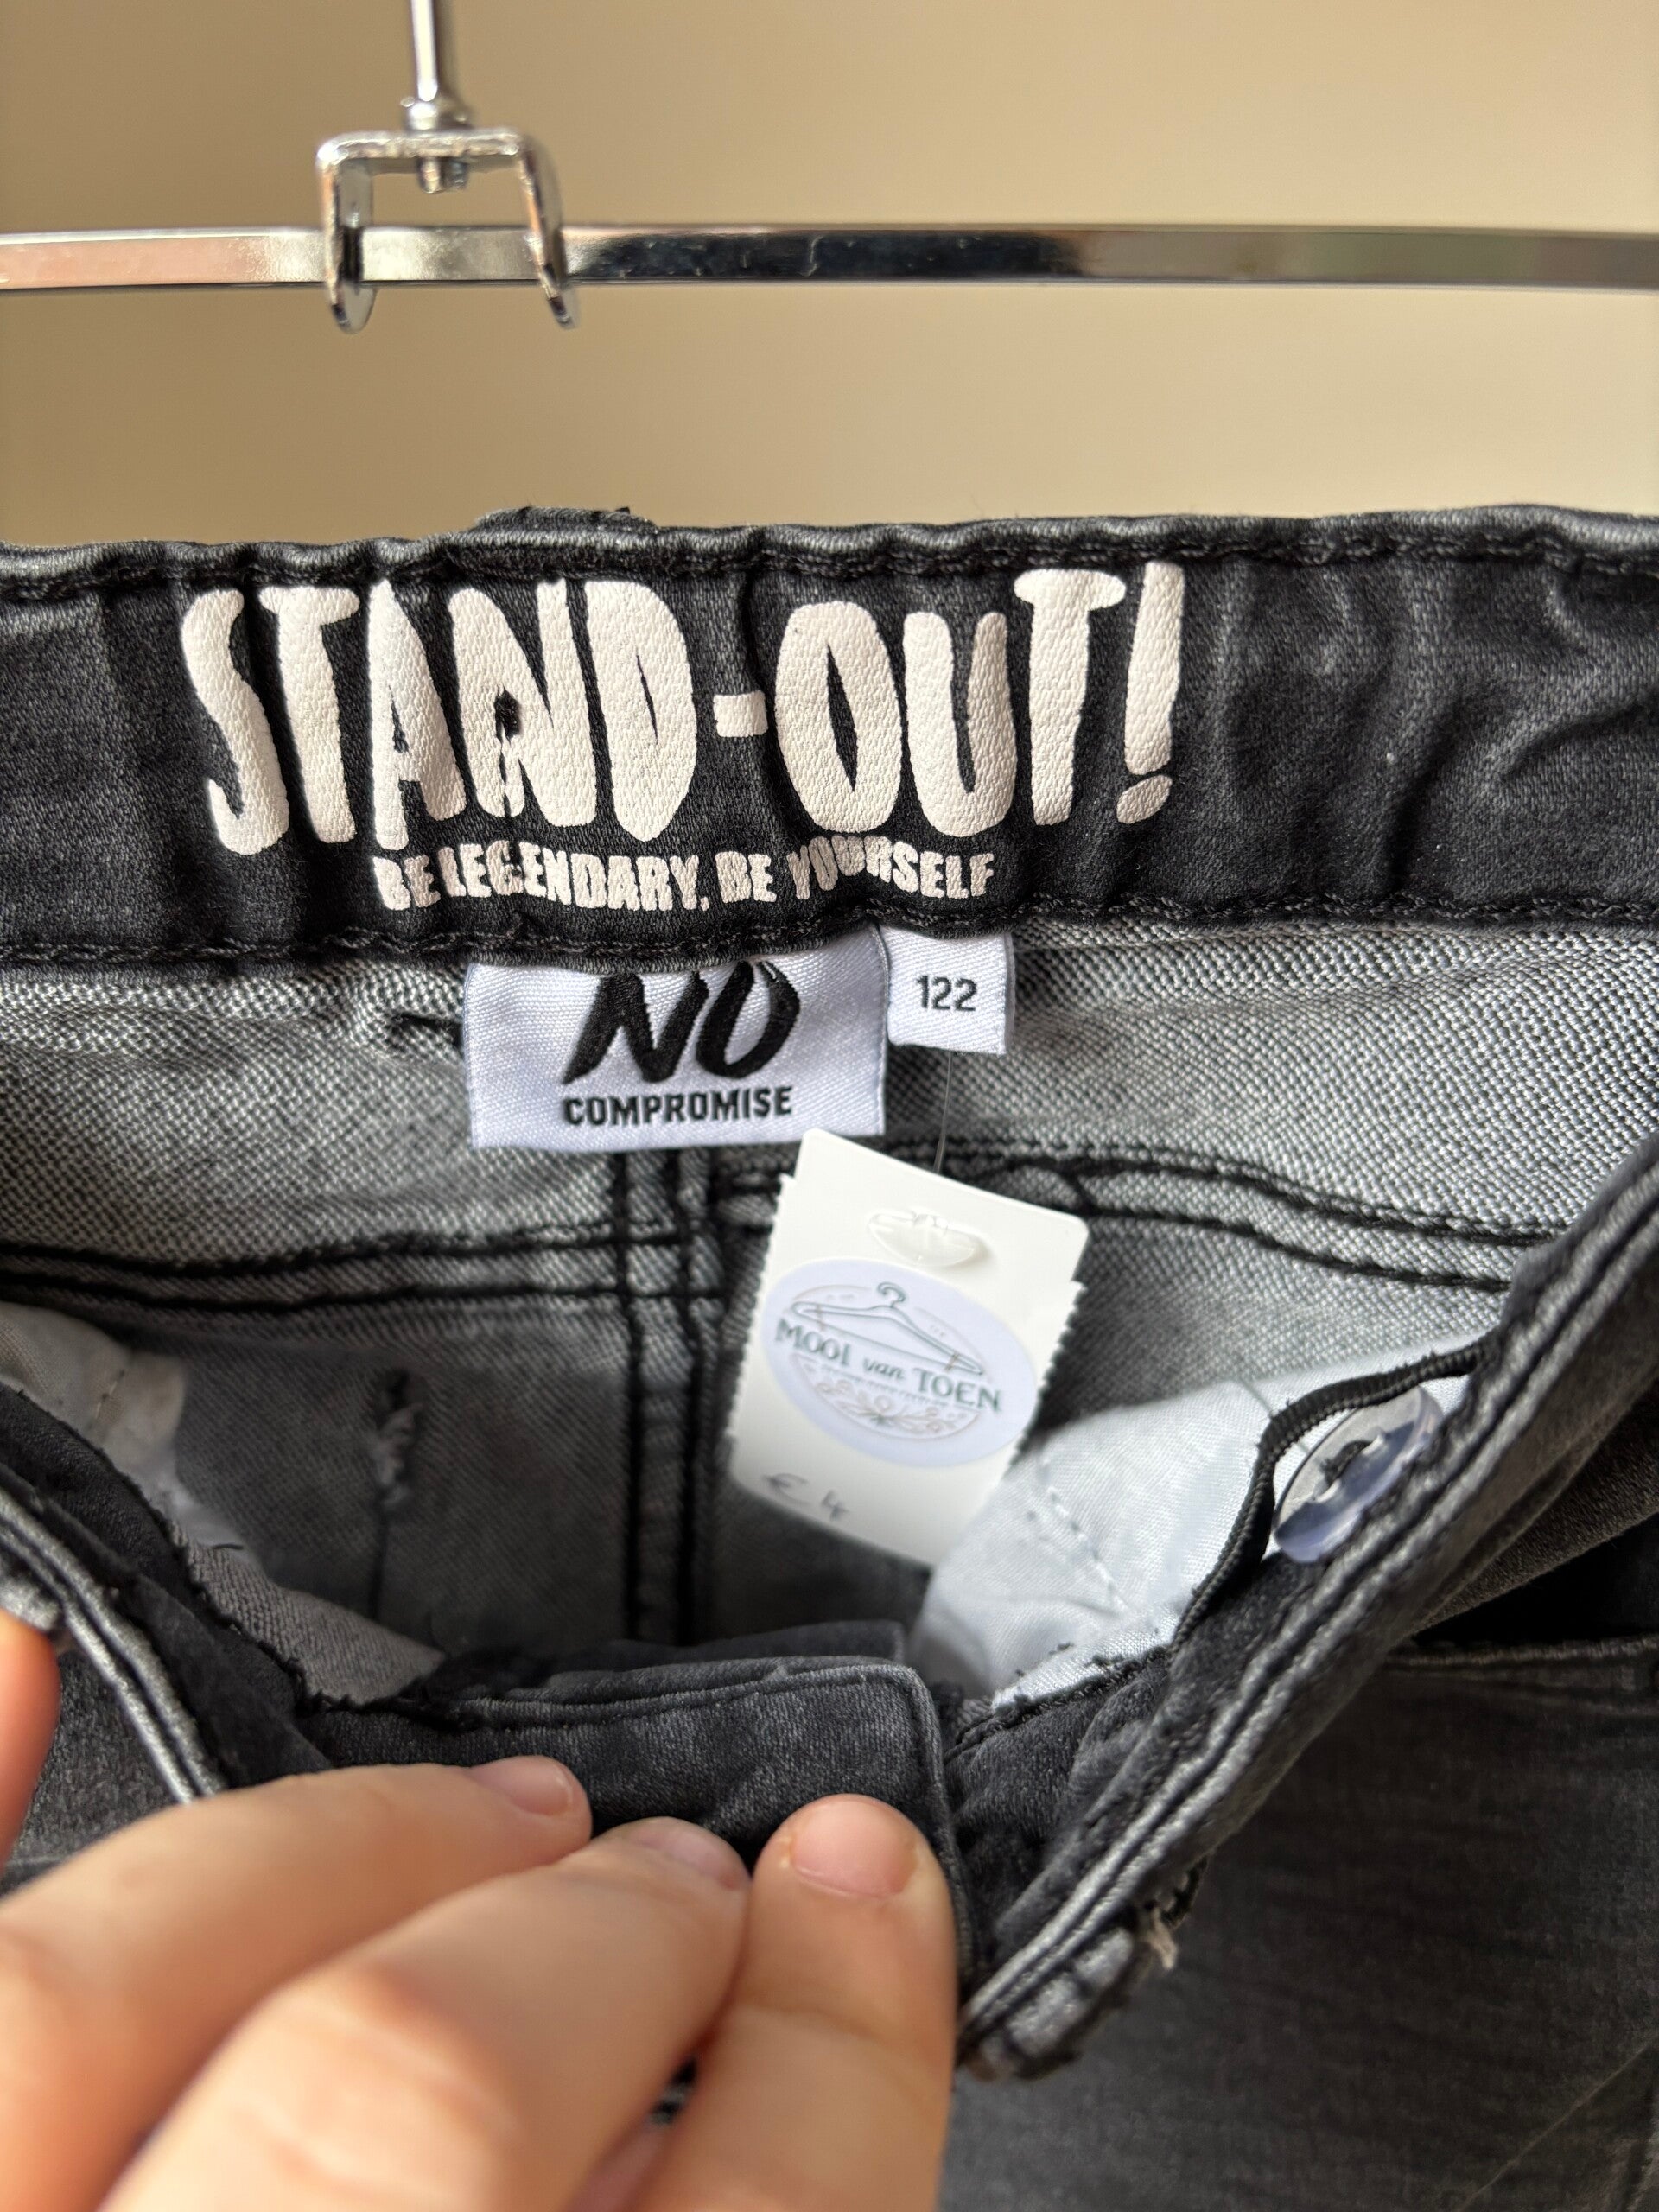 STAND-OUT!
BE LEGENDARY, BE YOURSELF
NO
COMPROMISE
122
MOOI van TOEN
€ 4